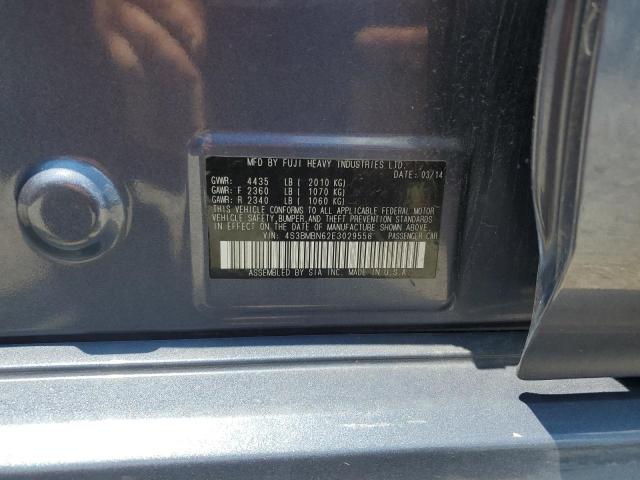 MFD BY FUJI HEAVY INDUSTRIES LTD.
DATE: 03/14
GVWR: 4435 LB ( 2010 KG)
GAWR: F 2360 LB ( 1070 KG)
GAWR: R 2340 LB ( 1060 KG)
THIS VEHICLE CONFORMS TO ALL APPLICABLE FEDERAL MOTOR
VEHICLE SAFETY, BUMPER, AND THEFT PREVENTION STANDARDS
IN EFFECT ON THE DATE OF MANUFACTURE SHOWN ABOVE.
VIN: 4S3BMBN62E3029558 PASSENGER CAR
ASSEMBLED BY SIA INC. MADE IN U.S.A.